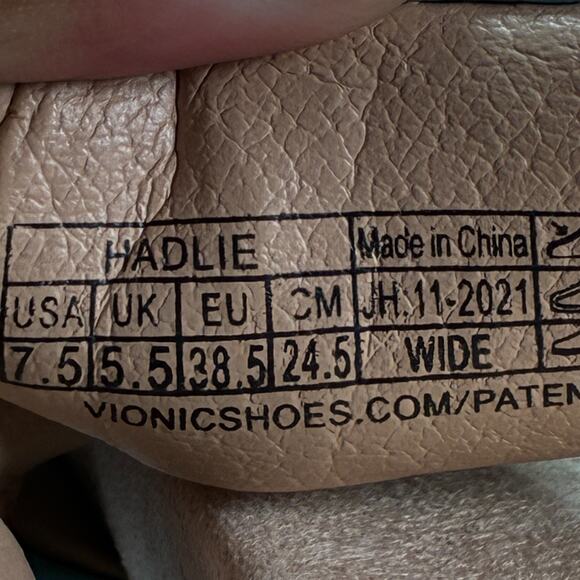 HADLIE Made in China
USA UK EU CM JH.11-2021
7.5 5.5 38.5 24.5 WIDE
VIONICSHOES.COM/PATEN